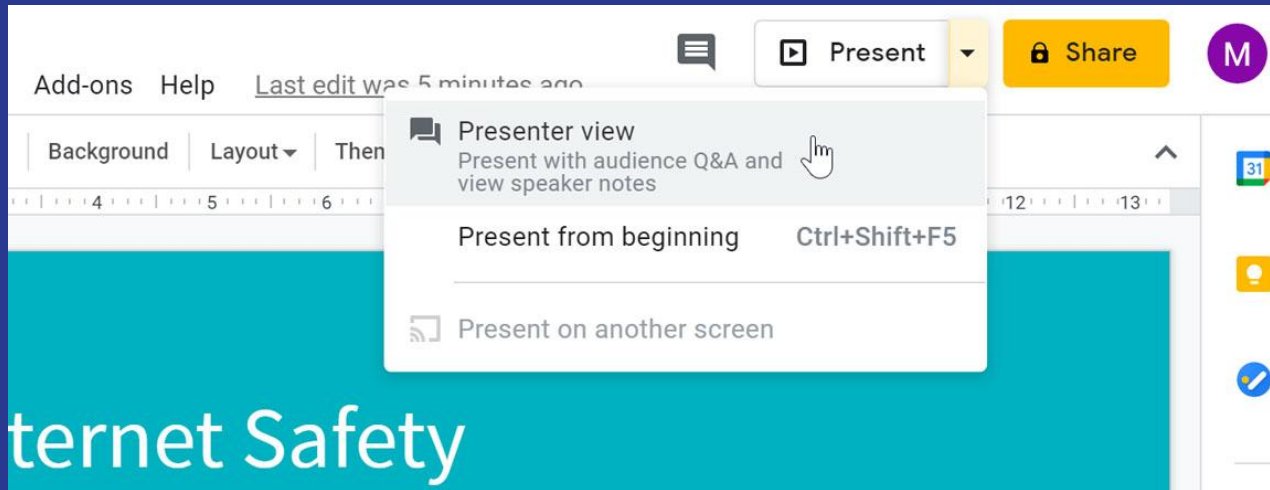 Present
Share
M
Add-ons Help Last edit was 5 minutes ago
Presenter view
Present with audience Q&A and
view speaker notes
Background Layout
4 5 6 12 13
31
Present from beginning Ctrl+Shift+F5
Present on another screen
ternet Safety